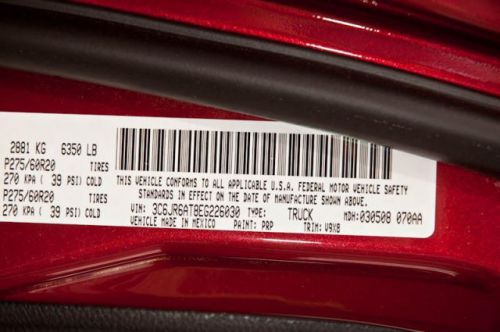 2881 KG 6350 LB
P275/60R20 TIRES
270 KPA ( 39 PSI) COLD
P275/60R20 TIRES
270 KPA ( 39 PSI) COLD
THIS VEHICLE CONFORMS TO ALL APPLICABLE U.S.A. FEDERAL MOTOR VEHICLE SAFETY
STANDARDS IN EFFECT ON THE DATE OF MANUFACTURE SHOWN ABOVE
VIN: 3C6JR6AT8EG226030 TYPE: TRUCK MDH: 030508 070AA
VEHICLE MADE IN MEXICO PAINT: PRP TRIM: V9X8